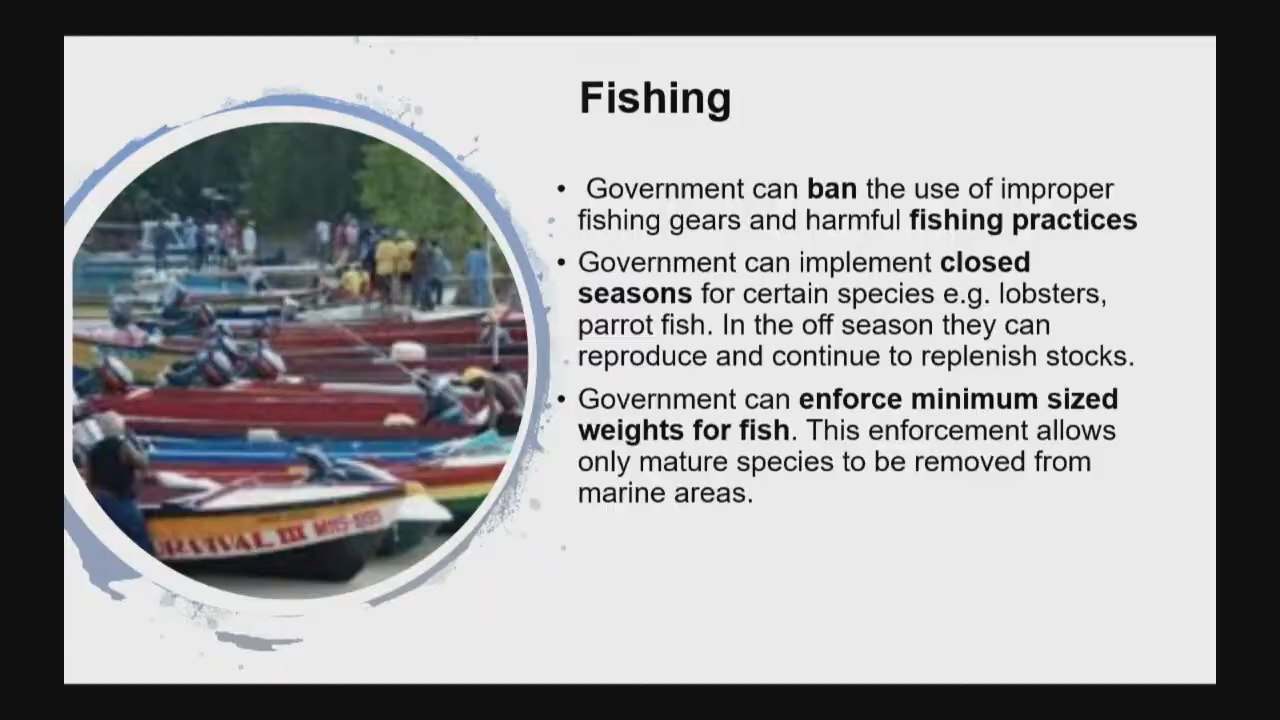 Fishing
• Government can ban the use of improper
fishing gears and harmful fishing practices
• Government can implement closed
seasons for certain species e.g. lobsters,
parrot fish. In the off season they can
reproduce and continue to replenish stocks.
• Government can enforce minimum sized
weights for fish. This enforcement allows
only mature species to be removed from
marine areas.
URVIVAL III